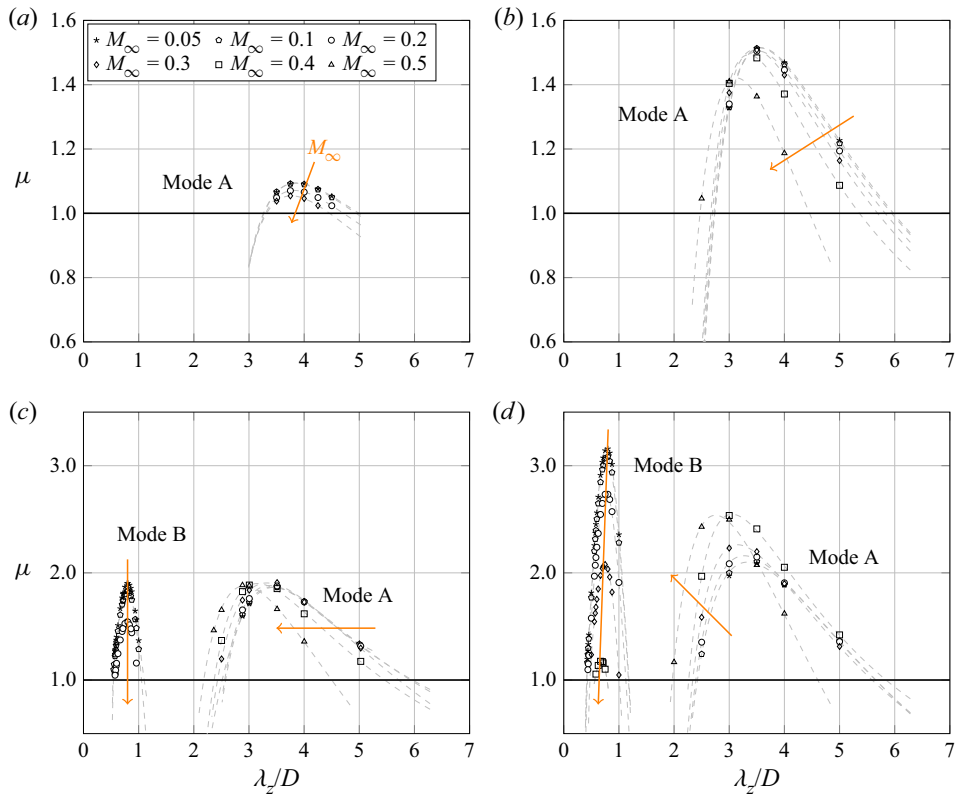 (a)
1.6
1.4
1.2
1.0
0.8
0.6
μ
M∞ = 0.05 M∞ = 0.1 M∞ = 0.2
M∞ = 0.3 M∞ = 0.4 M∞ = 0.5
Mode A
M∞
0 1 2 3 4 5 6 7
(b)
1.6
1.4
1.2
1.0
0.8
0.6
Mode A
0 1 2 3 4 5 6 7
(c)
3.0
2.0
1.0
μ
Mode B
Mode A
0 1 2 3 4 5 6 7
λz/D
(d)
3.0
2.0
1.0
Mode B
Mode A
0 1 2 3 4 5 6 7
λz/D